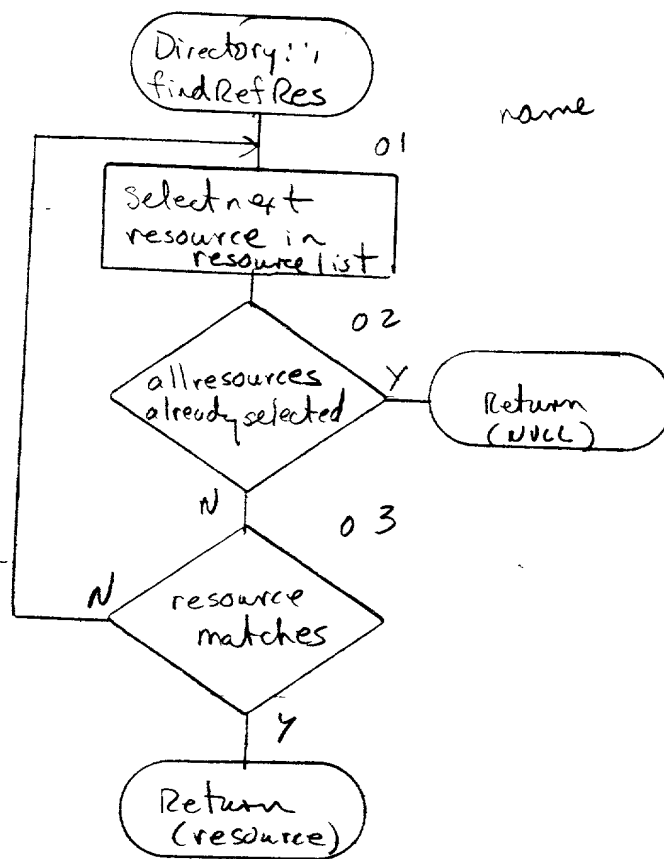 Directory::
findRefRes
name
01
Select next
resource in
resource list
02
all resources
already selected
Y
Return
(NULL)
N
03
N
resource
matches
Y
Return
(resource)